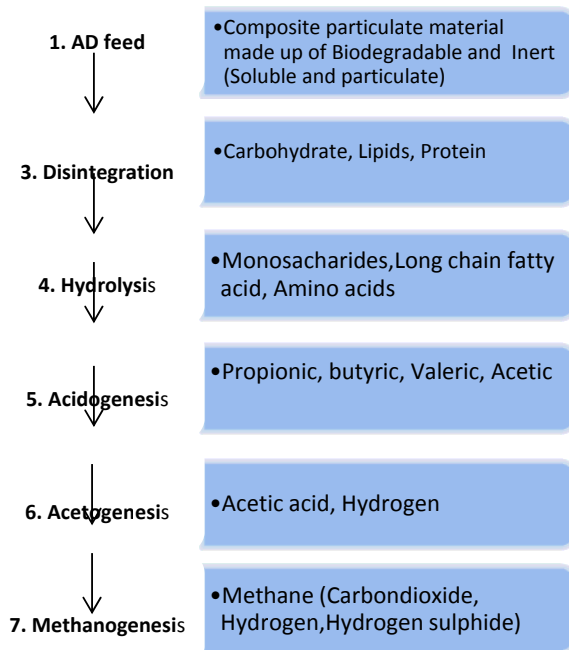 1. AD feed
•Composite particulate material
made up of Biodegradable and Inert
(Soluble and particulate)
3. Disintegration
•Carbohydrate, Lipids, Protein
4. Hydrolysis
•Monosacharides,Long chain fatty
acid, Amino acids
5. Acidogenesis
•Propionic, butyric, Valeric, Acetic
6. Acetogenesis
•Acetic acid, Hydrogen
7. Methanogenesis
•Methane (Carbondioxide,
Hydrogen,Hydrogen sulphide)